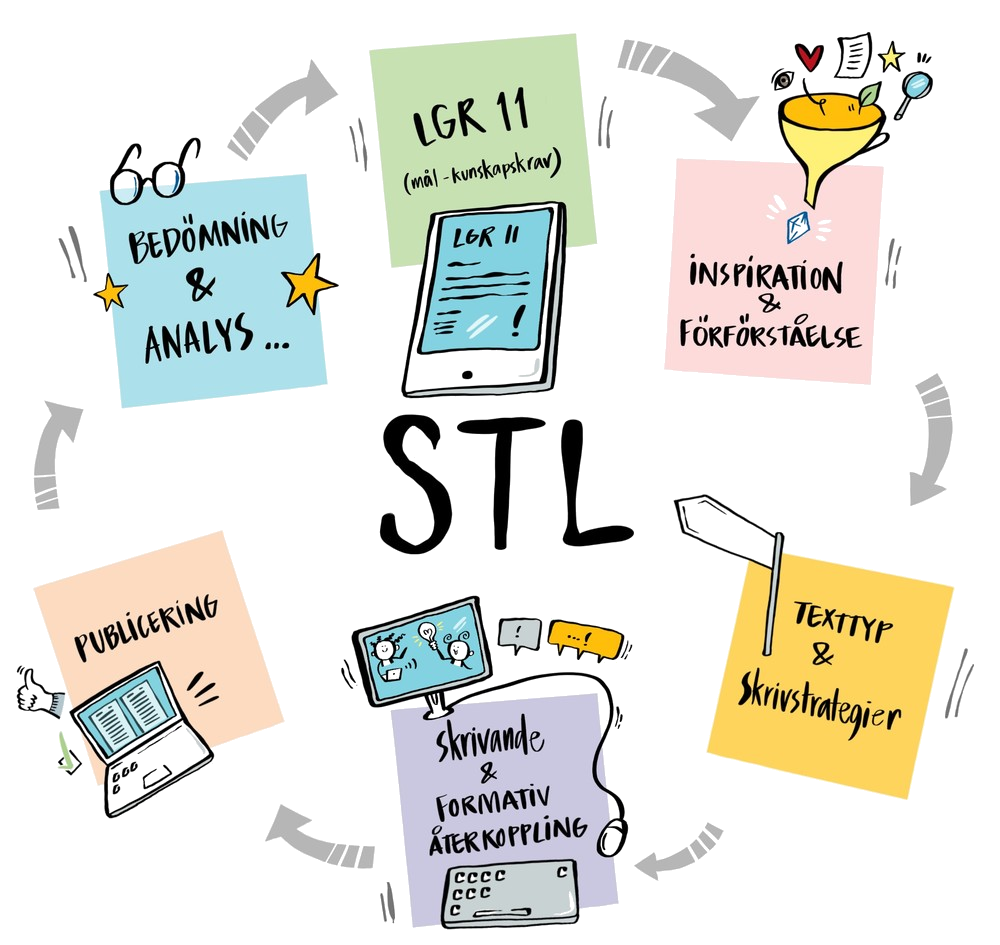 LGR 11
(mål-kunskapskrav)
LGR 11
!
INSPIRATION
&
FÖRFÖRSTÅELSE
TEXTTYP
&
Skrivstrategier
! ...!
Skrivande
&
FORMATIV
ÅTERKOPPLING
PUBLICERING
BEDÖMNING
&
ANALYS ...
STL